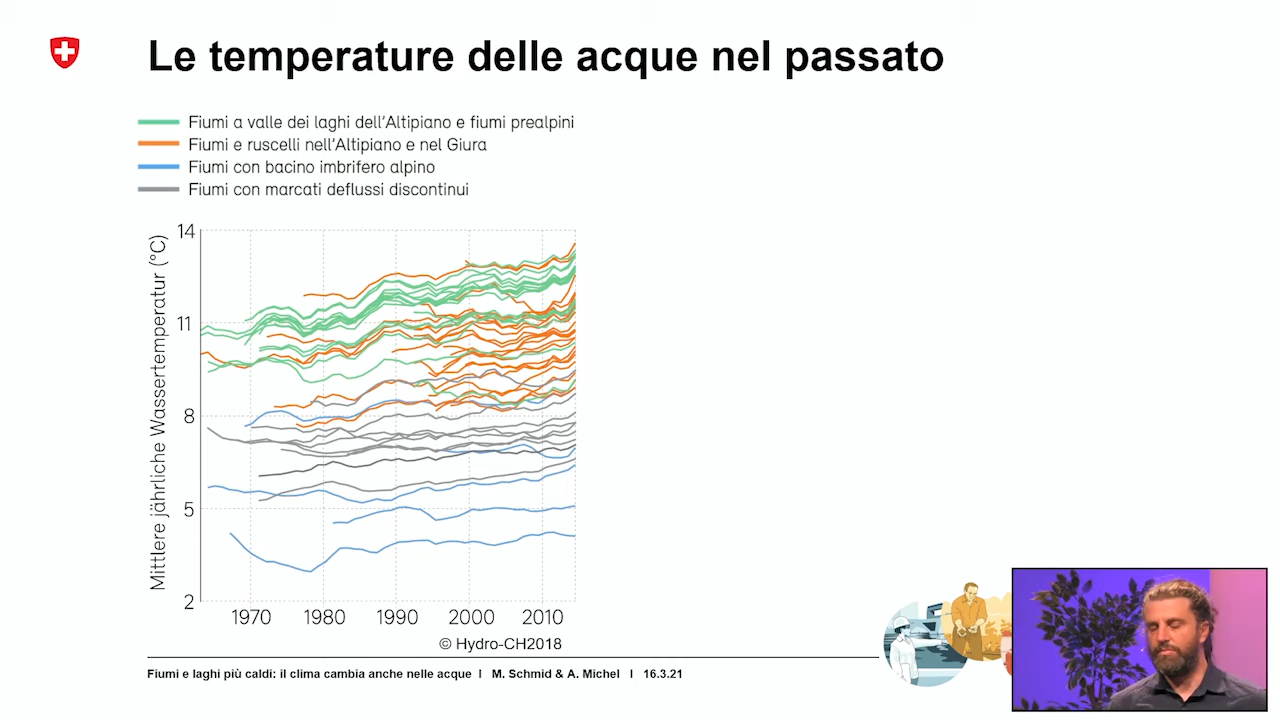 Le temperature delle acque nel passato
Fiumi a valle dei laghi dell'Altipiano e fiumi prealpini
Fiumi e ruscelli nell'Altipiano e nel Giura
Fiumi con bacino imbrifero alpino
Fiumi con marcati deflussi discontinui
Mittlere jährliche Wassertemperatur (°C)
14
11
8
5
2
1970 1980 1990 2000 2010
© Hydro-CH2018
Fiumi e laghi più caldi: il clima cambia anche nelle acque I M. Schmid & A. Michel I 16.3.21